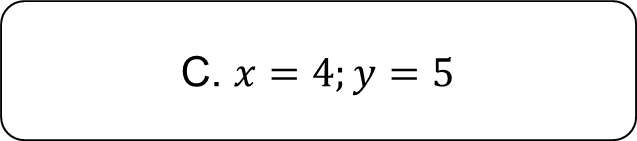 C. 𝑥 = 4; 𝑦 = 5